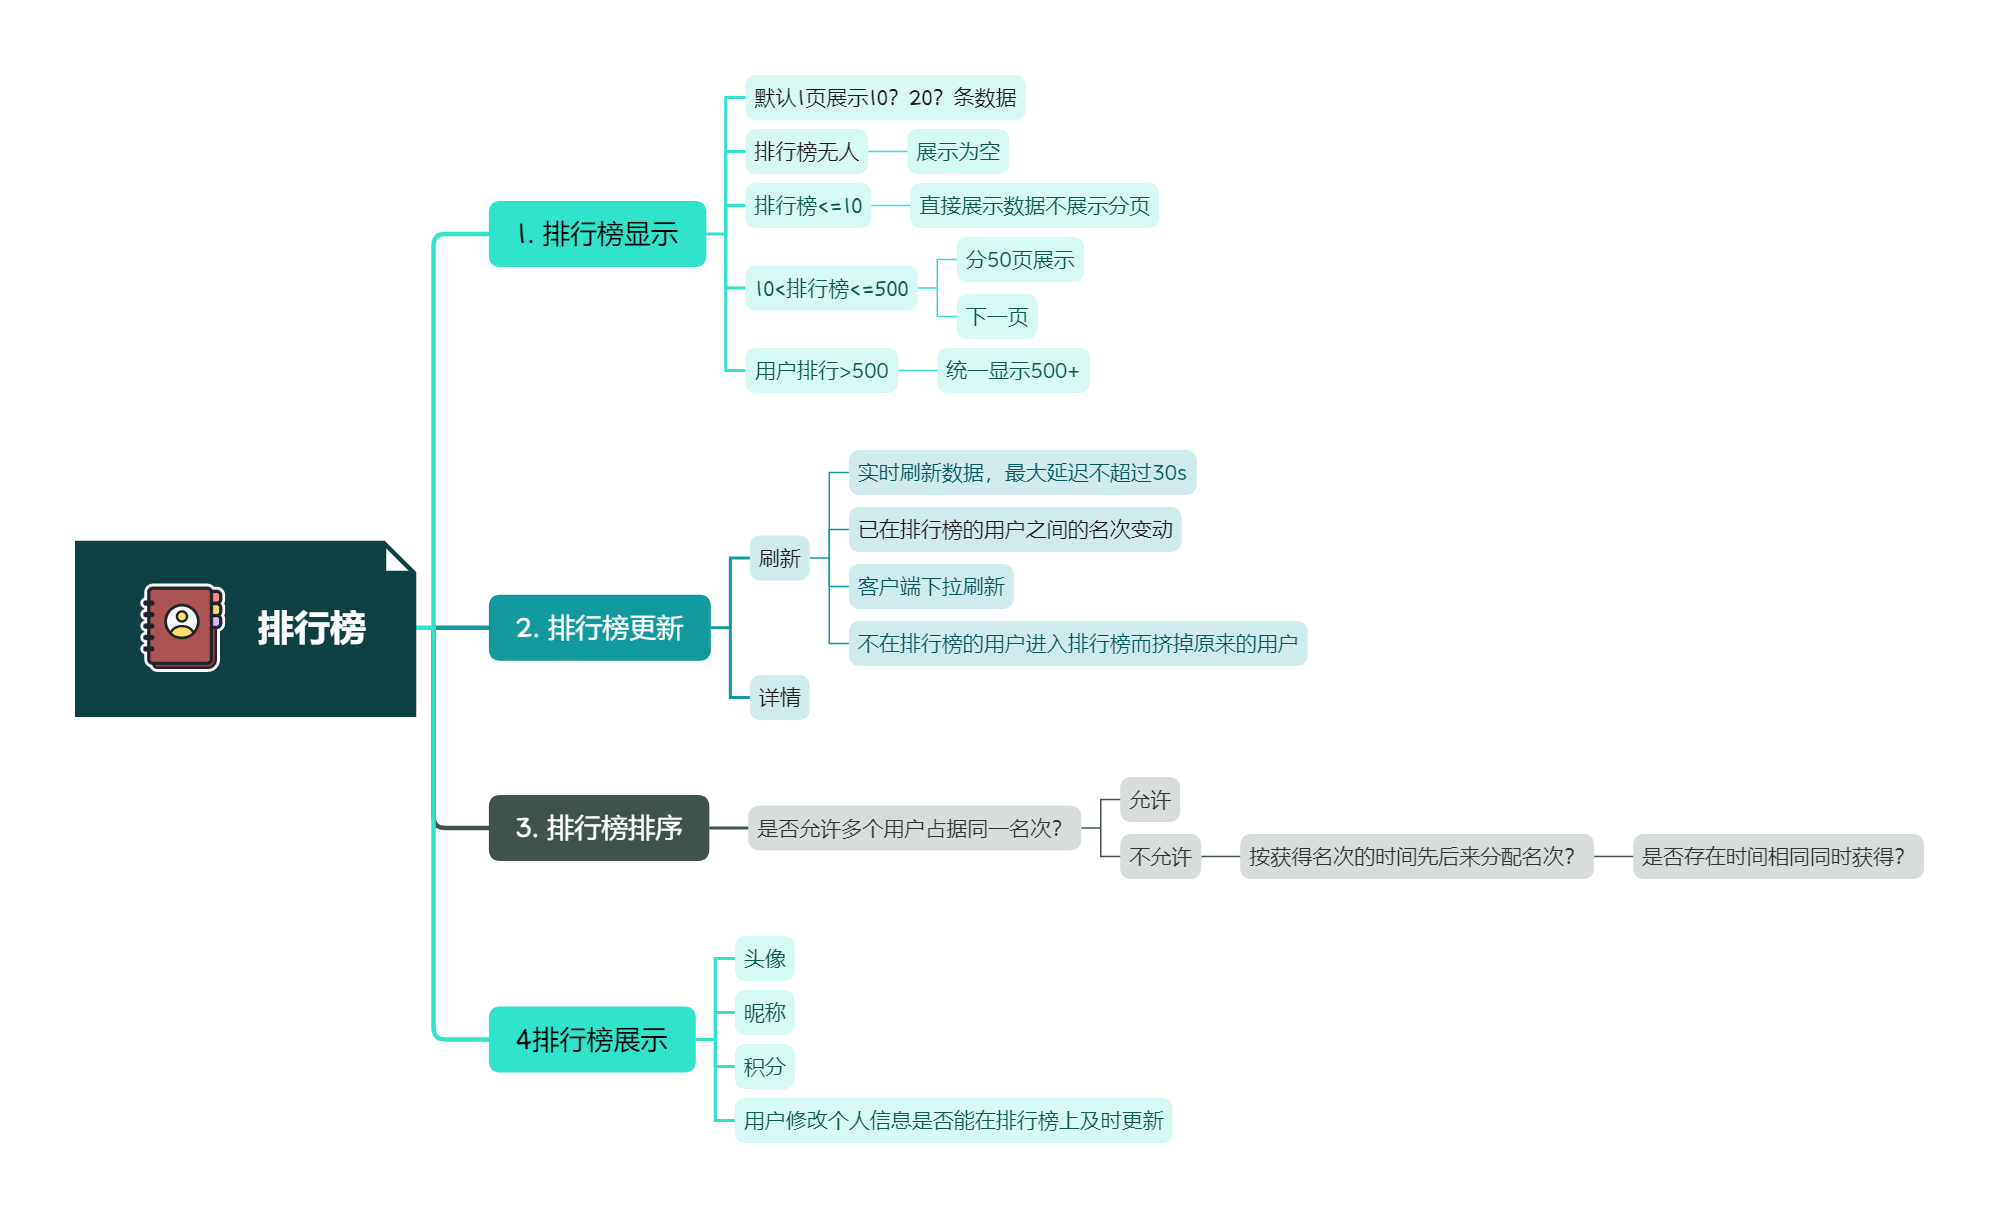 排行榜
1. 排行榜显示
默认1页展示10？20？条数据
排行榜无人
展示为空
排行榜<=10
直接展示数据不展示分页
10<排行榜<=500
分50页展示
下一页
用户排行>500
统一显示500+
2. 排行榜更新
刷新
实时刷新数据，最大延迟不超过30s
已在排行榜的用户之间的名次变动
客户端下拉刷新
不在排行榜的用户进入排行榜而挤掉原来的用户
详情
3. 排行榜排序
是否允许多个用户占据同一名次？
允许
不允许
按获得名次的时间先后来分配名次？
是否存在时间相同同时获得？
4排行榜展示
头像
昵称
积分
用户修改个人信息是否能在排行榜上及时更新